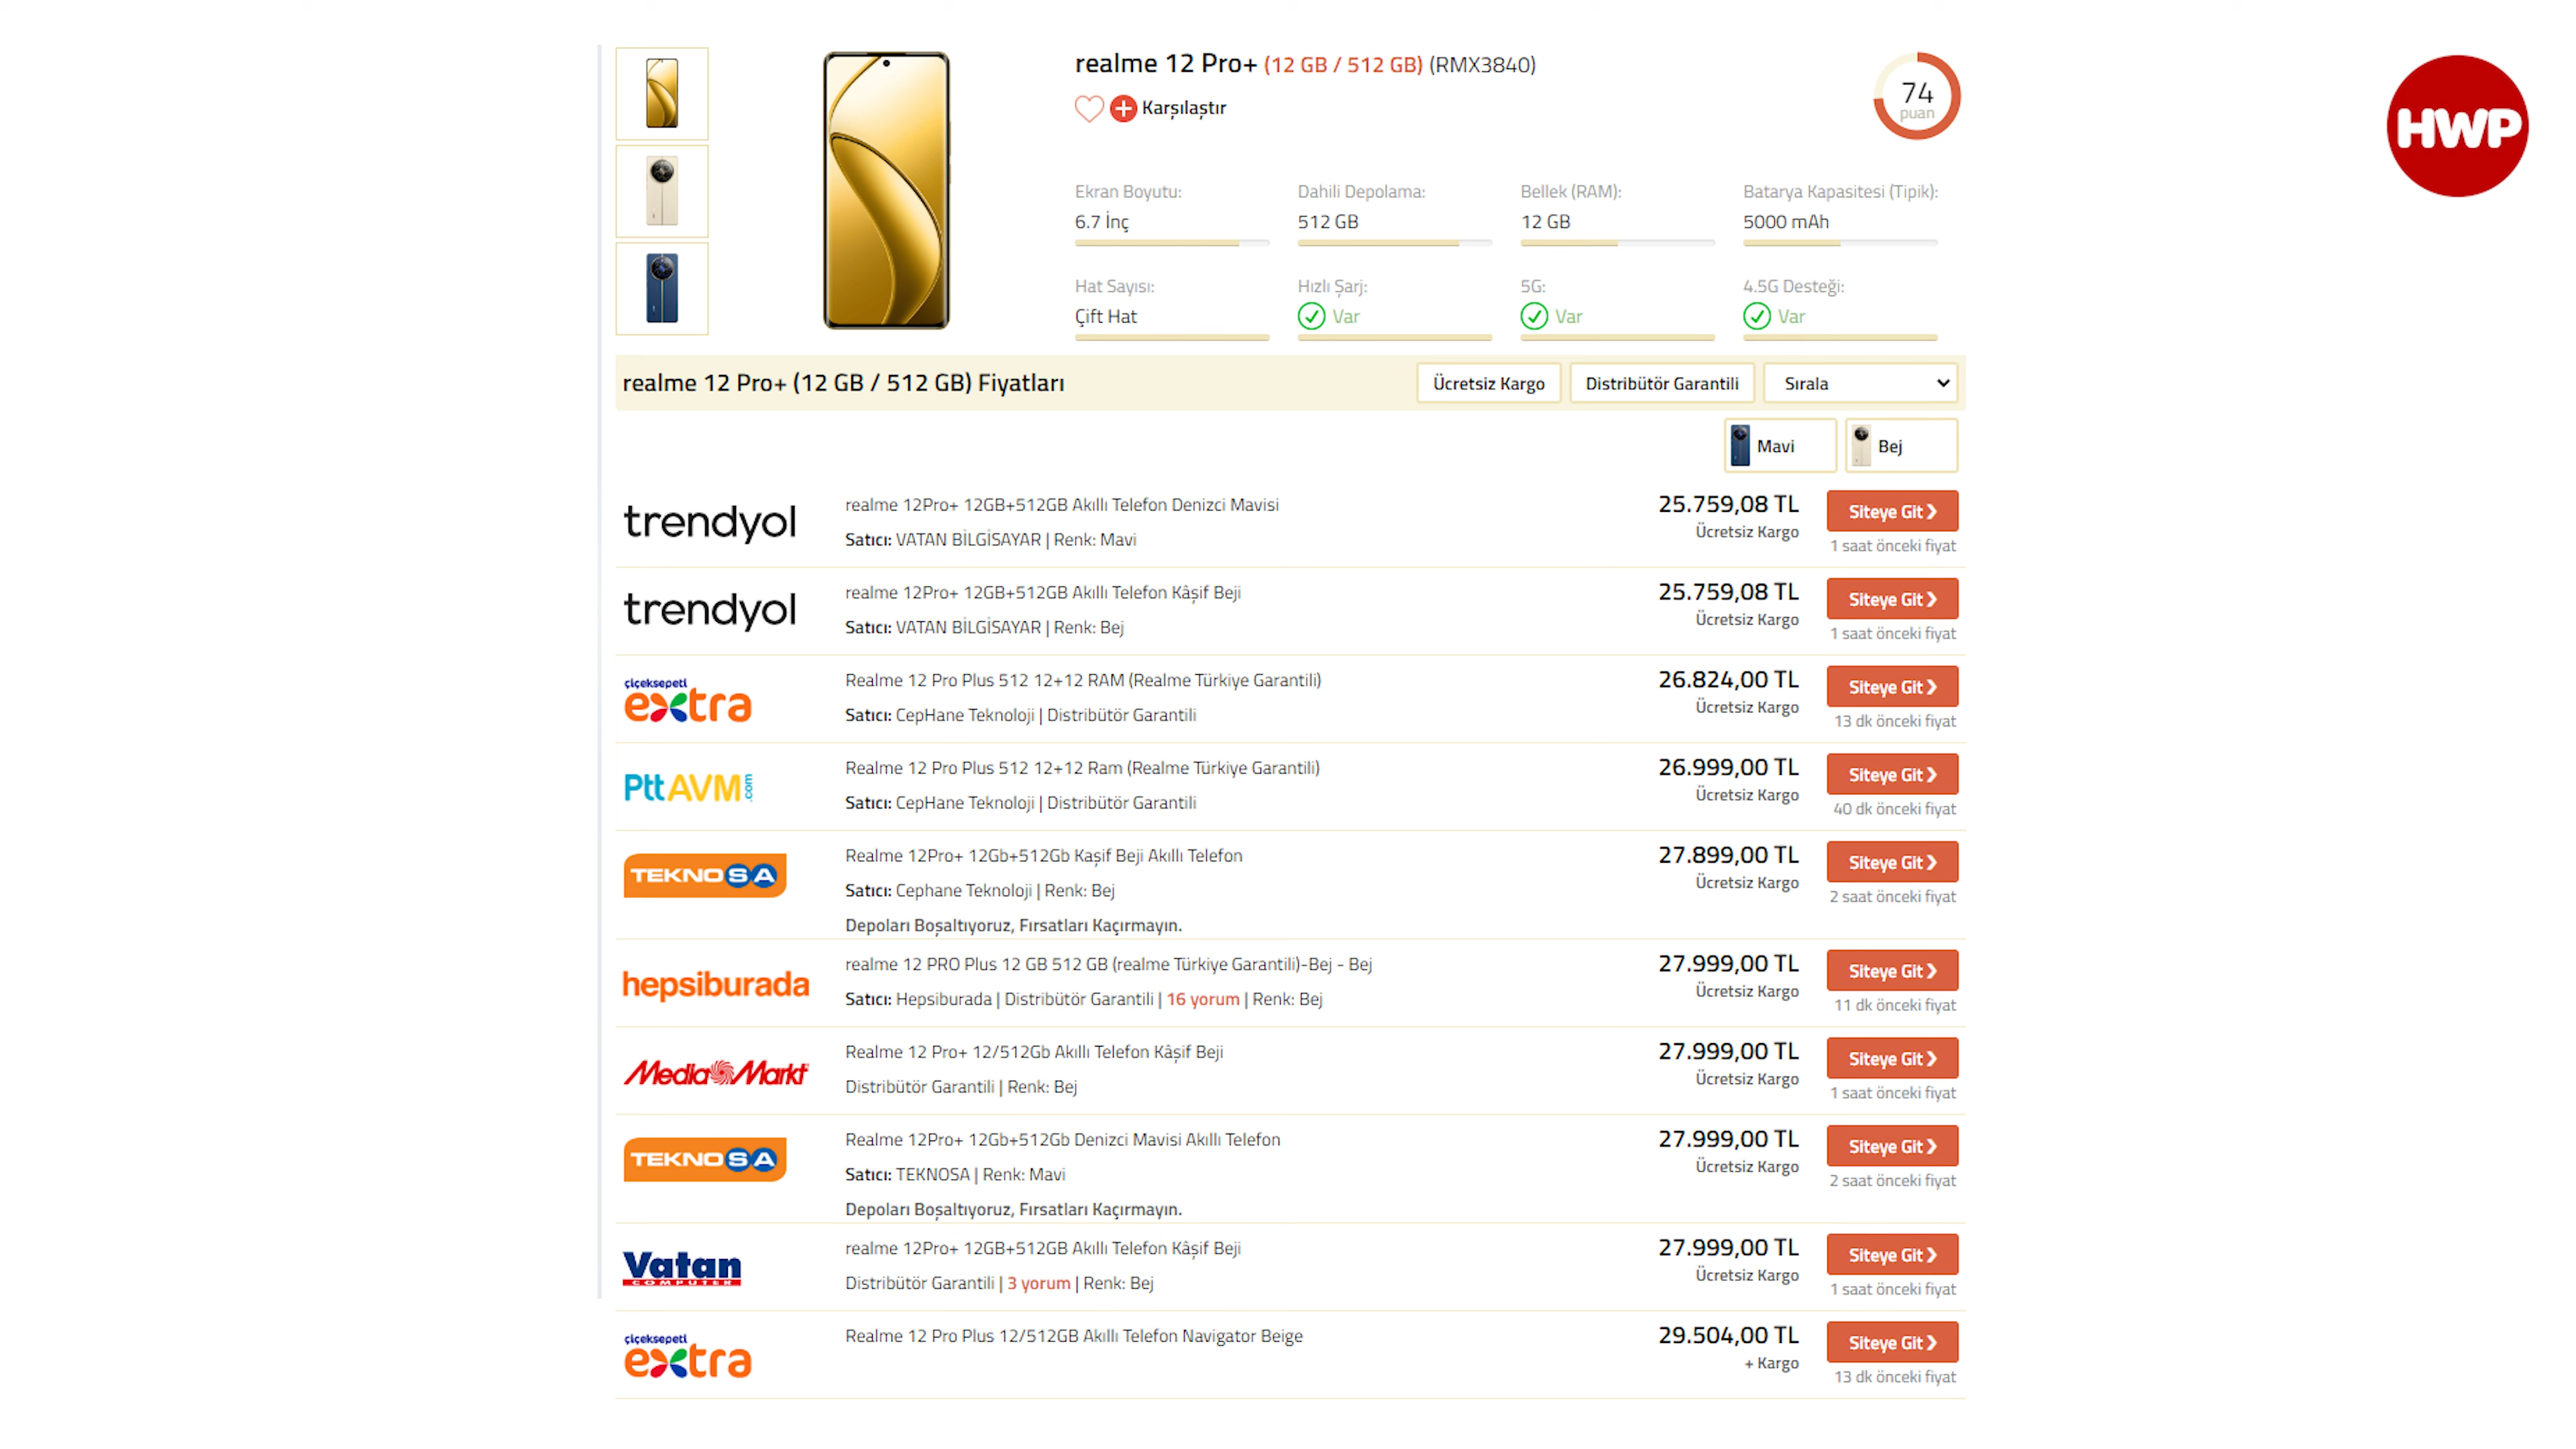 realme 12 Pro+ (12 GB / 512 GB) (RMX3840)
Karşılaştır
74
puan
HWP
Ekran Boyutu:
6.7 İnç
Dahili Depolama:
512 GB
Bellek (RAM):
12 GB
Batarya Kapasitesi (Tipik):
5000 mAh
Hat Sayısı:
Çift Hat
Hızlı Şarj:
Var
5G:
Var
4.5G Desteği:
Var
realme 12 Pro+ (12 GB / 512 GB) Fiyatları
Ücretsiz Kargo
Distribütör Garantili
Sırala
Mavi
Bej
trendyol
realme 12Pro+ 12GB+512GB Akıllı Telefon Denizci Mavisi
Satıcı: VATAN BİLGİSAYAR | Renk: Mavi
25.759,08 TL
Ücretsiz Kargo
Siteye Git
1 saat önceki fiyat
trendyol
realme 12Pro+ 12GB+512GB Akıllı Telefon Kâşif Beji
Satıcı: VATAN BİLGİSAYAR | Renk: Bej
25.759,08 TL
Ücretsiz Kargo
Siteye Git
1 saat önceki fiyat
çiçeksepeti
extra
Realme 12 Pro Plus 512 12+12 RAM (Realme Türkiye Garantili)
Satıcı: CepHane Teknoloji | Distribütör Garantili
26.824,00 TL
Ücretsiz Kargo
Siteye Git
13 dk önceki fiyat
PttAVM.com
Realme 12 Pro Plus 512 12+12 Ram (Realme Türkiye Garantili)
Satıcı: CepHane Teknoloji | Distribütör Garantili
26.999,00 TL
Ücretsiz Kargo
Siteye Git
40 dk önceki fiyat
TEKNOSA
Realme 12Pro+ 12Gb+512Gb Kaşif Beji Akıllı Telefon
Satıcı: Cephane Teknoloji | Renk: Bej
Depoları Boşaltıyoruz, Fırsatları Kaçırmayın.
27.899,00 TL
Ücretsiz Kargo
Siteye Git
2 saat önceki fiyat
hepsiburada
realme 12 PRO Plus 12 GB 512 GB (realme Türkiye Garantili)-Bej - Bej
Satıcı: Hepsiburada | Distribütör Garantili | 16 yorum | Renk: Bej
27.999,00 TL
Ücretsiz Kargo
Siteye Git
11 dk önceki fiyat
MediaMarkt
Realme 12 Pro+ 12/512Gb Akıllı Telefon Kâşif Beji
Distribütör Garantili | Renk: Bej
27.999,00 TL
Ücretsiz Kargo
Siteye Git
1 saat önceki fiyat
TEKNOSA
Realme 12Pro+ 12Gb+512Gb Denizci Mavisi Akıllı Telefon
Satıcı: TEKNOSA | Renk: Mavi
Depoları Boşaltıyoruz, Fırsatları Kaçırmayın.
27.999,00 TL
Ücretsiz Kargo
Siteye Git
2 saat önceki fiyat
Vatan
COMPUTER
realme 12Pro+ 12GB+512GB Akıllı Telefon Kâşif Beji
Distribütör Garantili | 3 yorum | Renk: Bej
27.999,00 TL
Ücretsiz Kargo
Siteye Git
1 saat önceki fiyat
çiçeksepeti
extra
Realme 12 Pro Plus 12/512GB Akıllı Telefon Navigator Beige
29.504,00 TL
+ Kargo
Siteye Git
13 dk önceki fiyat